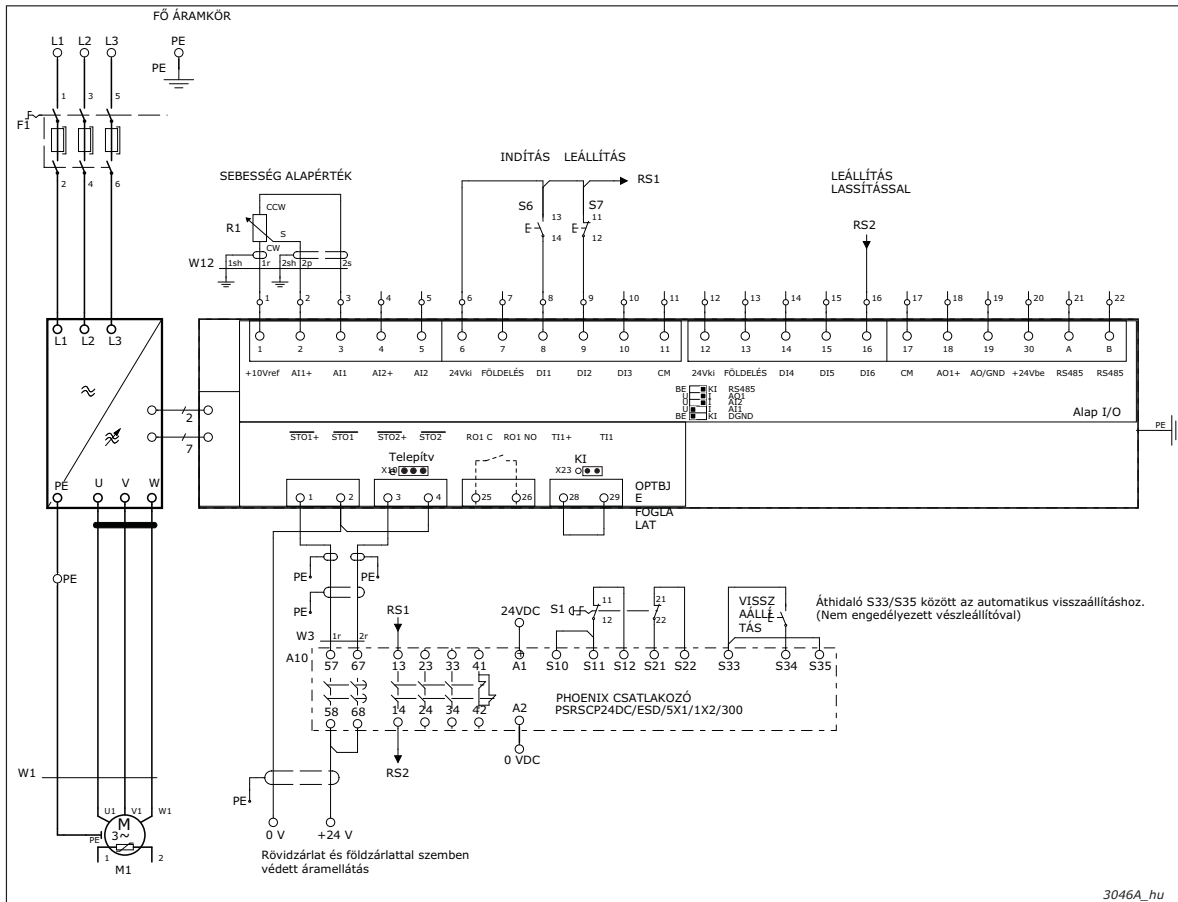 FŐ ÁRAMKÖR
L1 L2 L3 PE
PE
1 3 5
F1
2 4 6
INDÍTÁS LEÁLLÍTÁS
RS1
SEBESSÉG ALAPÉRTÉK
LEÁLLÍTÁS
LASSÍTÁSSAL
RS2
CCW
R1
S
CW
S6
13
14
S7
11
12
W12 1sh 1r 2sh 2p 2s
1 2 3 4 5 6 7 8 9 10 11 12 13 14 15 16 17 18 19 20 21 22
L1 L2 L3
1 2 3 4 5 6 7 8 9 10 11 12 13 14 15 16 17 18 19 30 A B
+10Vref AI1+ AI1 AI2+ AI2 24Vki FÖLDELÉS DI1 DI2 DI3 CM 24Vki FÖLDELÉS DI4 DI5 DI6 CM AO1+ AO/GND +24Vbe RS485 RS485
BE KI RS485
U I AO1
U I AI2
U I AI1
BE KI DGND
Alap I/O
2
7
PE
STO1+ STO1 STO2+ STO2 RO1 C RO1 NO TI1+ TI1
Telepítv
X10
KI
X23
PE U V W
1 2 3 4 25 26 28 29
OPTBJ
E
FOGLA
LAT
PE
PE PE
PE
W3 1r 2r
RS1
24VDC
S1
11
12
21
22
VISSZ
AÁLLÉ
TÁS
Áthidaló S33/S35 között az automatikus visszaállításhoz.
(Nem engedélyezett vészleállítóval)
A10
57 67 13 23 33 41 A1 S10 S11 S12 S21 S22 S33 S34 S35
58 68 14 24 34 42 A2
PHOENIX CSATLAKOZÓ
PSRSCP24DC/ESD/5X1/1X2/300
RS2
0 VDC
W1
PE
U1 V1 W1
M
3~
PE
1 2
M1
0 V +24 V
Rövidzárlat és földzárlattal szemben
védett áramellátás
3046A_hu